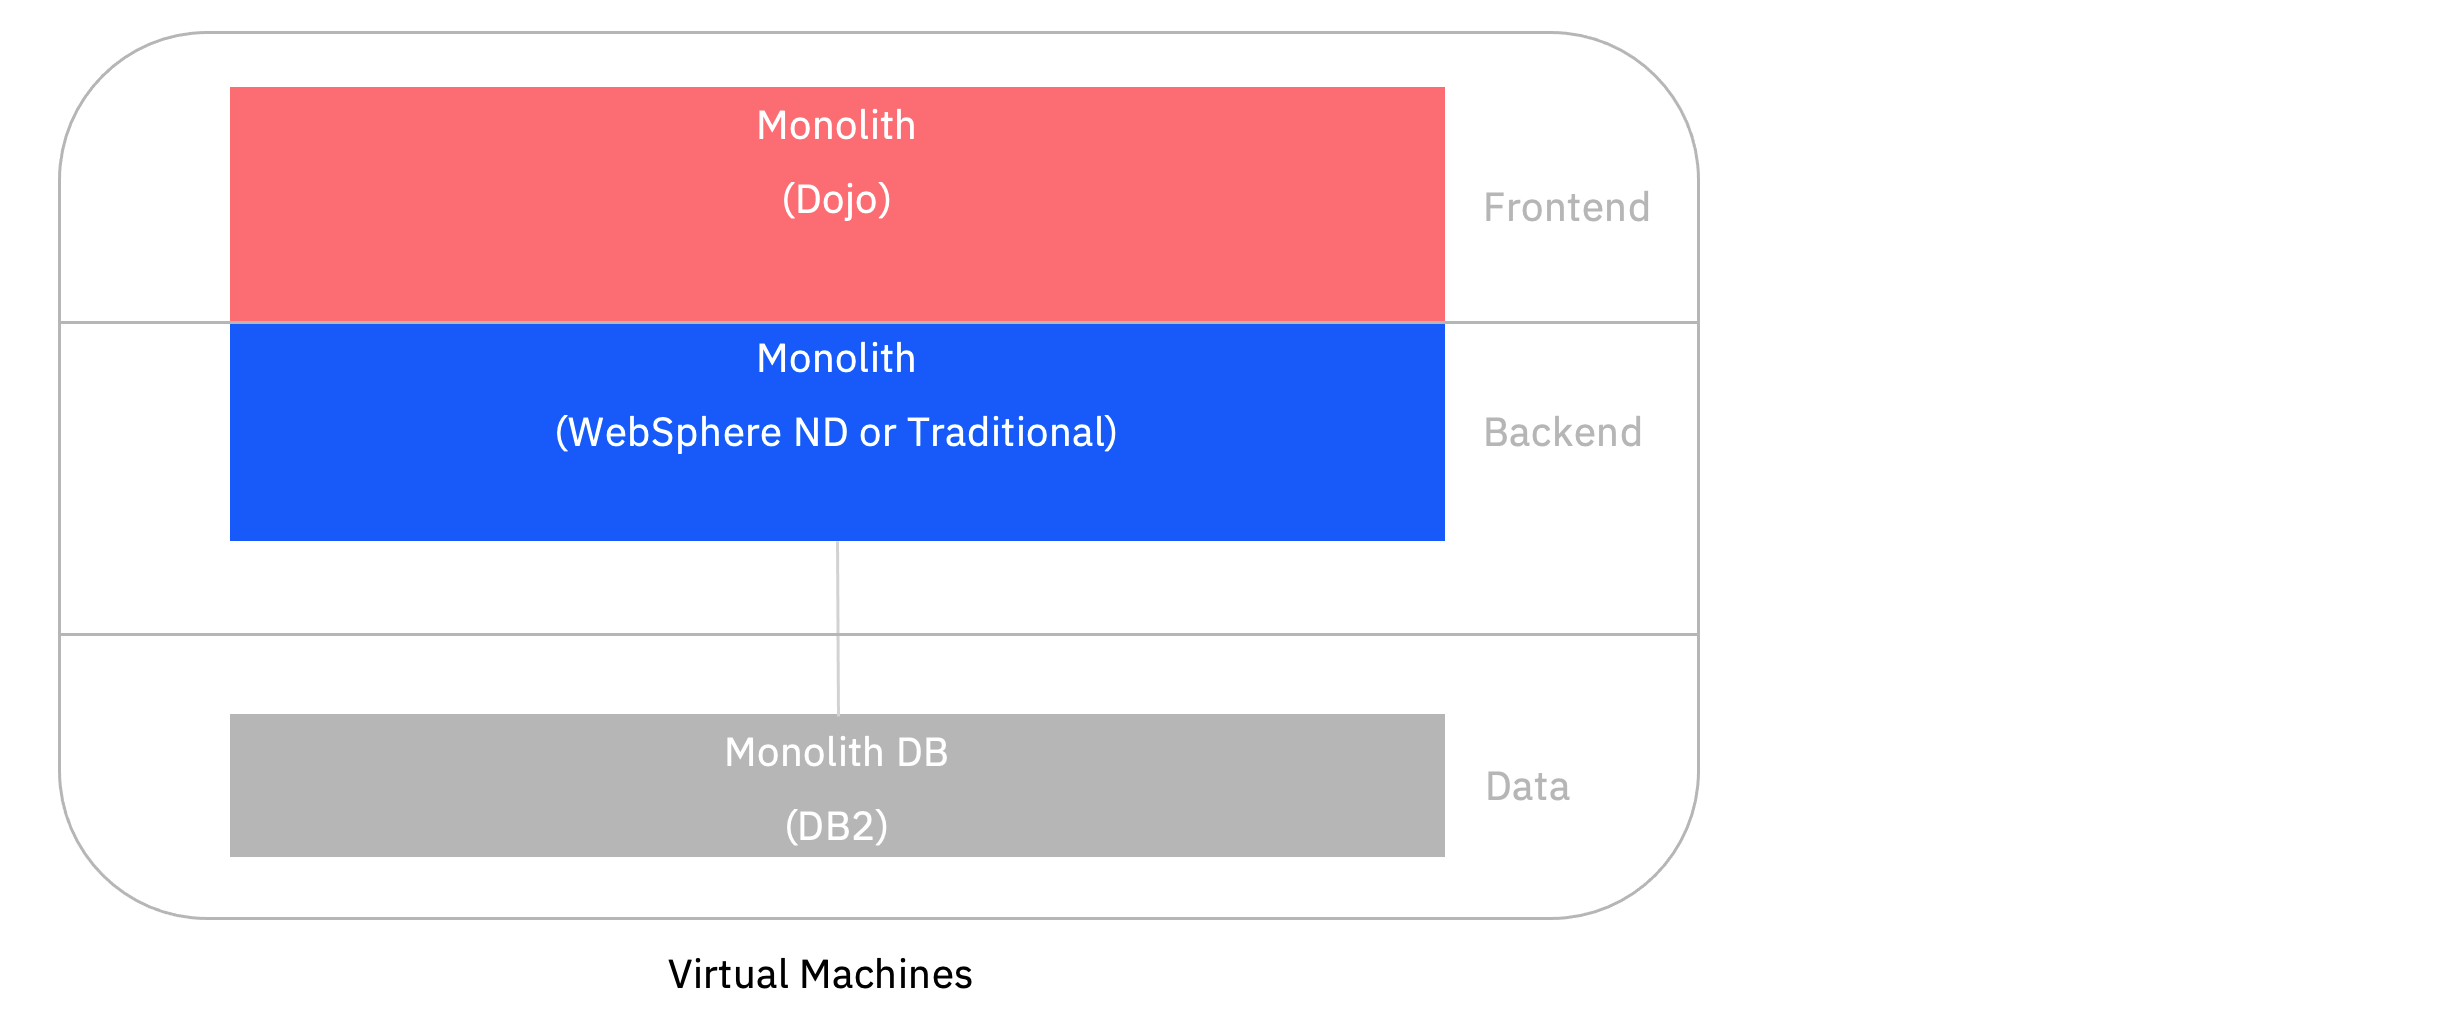 Monolith
(Dojo)
Frontend
Monolith
(WebSphere ND or Traditional)
Backend
Monolith DB
(DB2)
Data
Virtual Machines